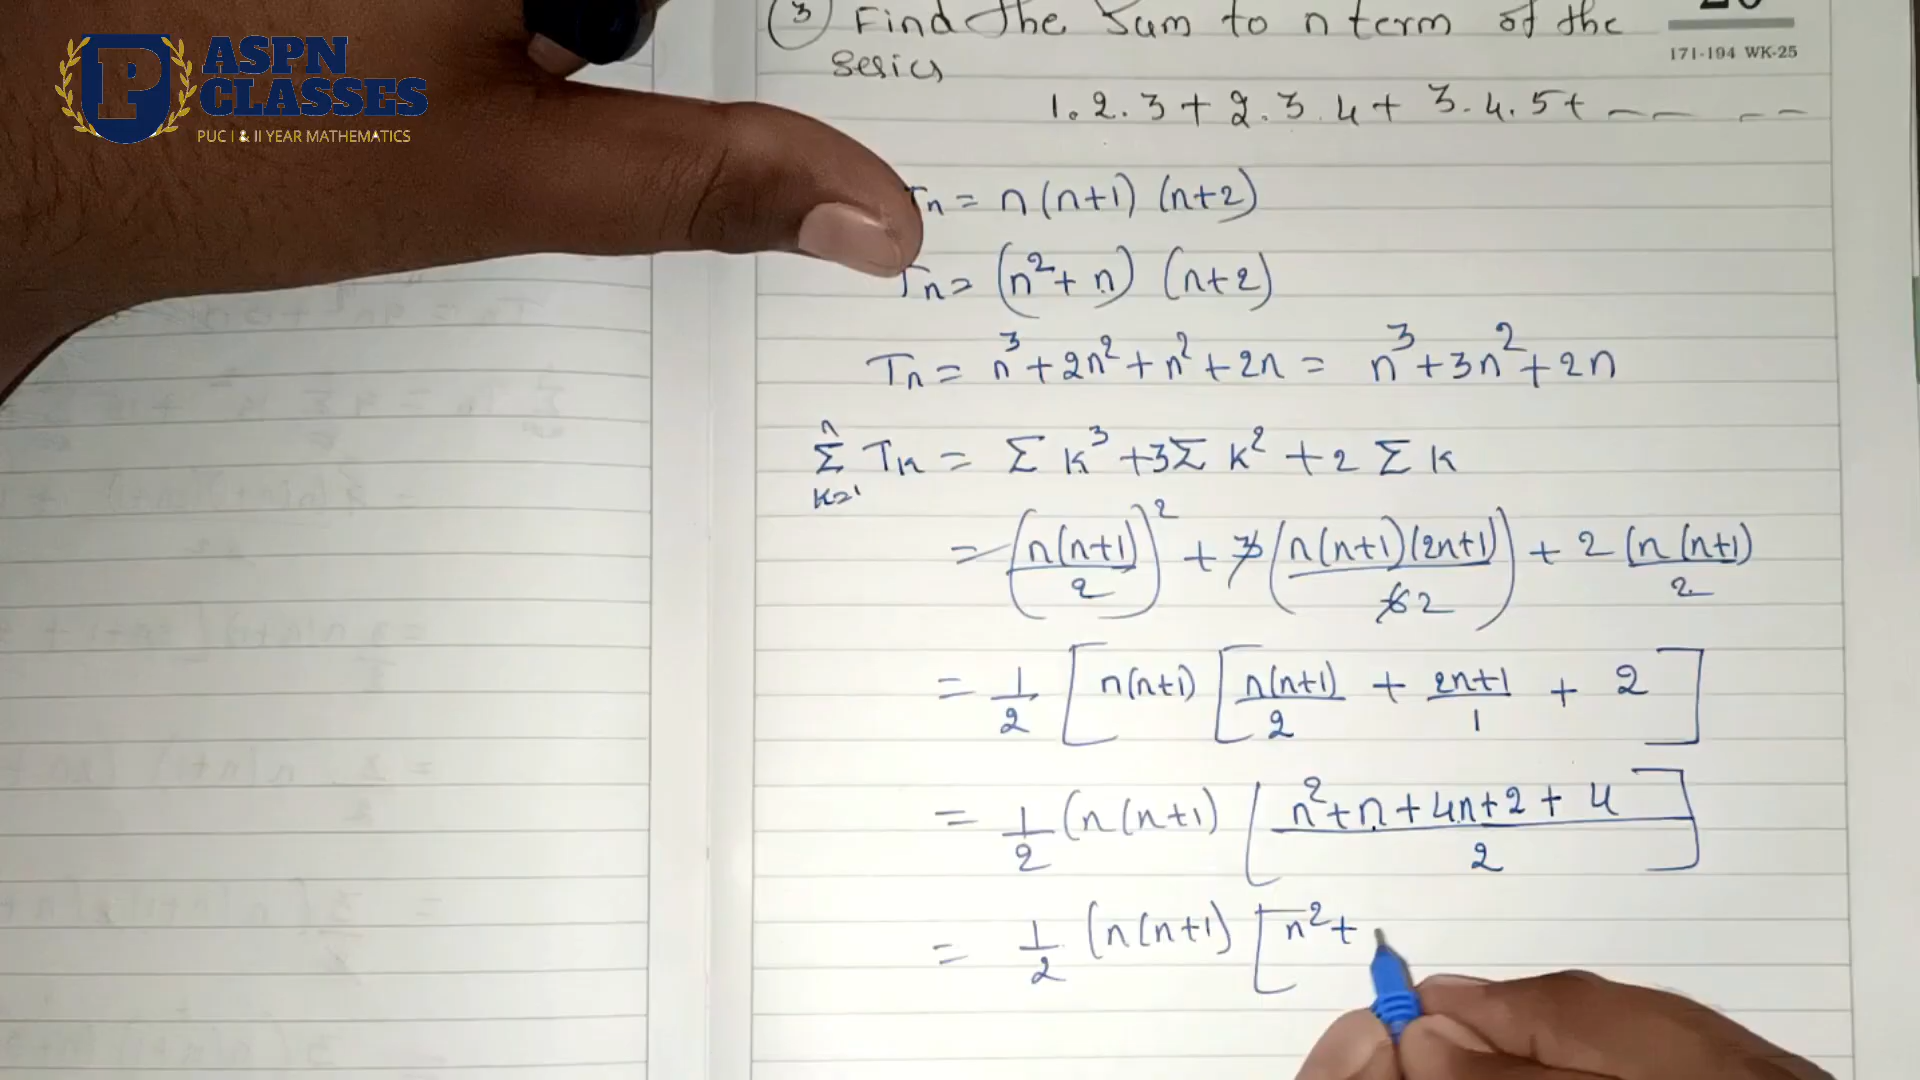 ASPN
CLASSES
PUC I & II YEAR MATHEMATICS
171-194 WK-25
3 Find the Sum to n term of the
Series
1.2.3 + 2.3.4 + 3.4.5 + -- --
Tn = n(n+1) (n+2)
Tn = (n² + n) (n+2)
Tn = n³ + 2n² + n² + 2n = n³ + 3n² + 2n
n Σ k=1 Tk = Σ k³ + 3Σ k² + 2 Σ k
= (n(n+1)/2)² + 3(n(n+1)(2n+1)/6 2) + 2 (n(n+1)/2
= 1/2 [ n(n+1) [ n(n+1)/2 + 2n+1/1 + 2 ]
= 1/2 (n(n+1) [ n²+n+4n+2+4/2 ]
= 1/2 (n(n+1) [ n² +